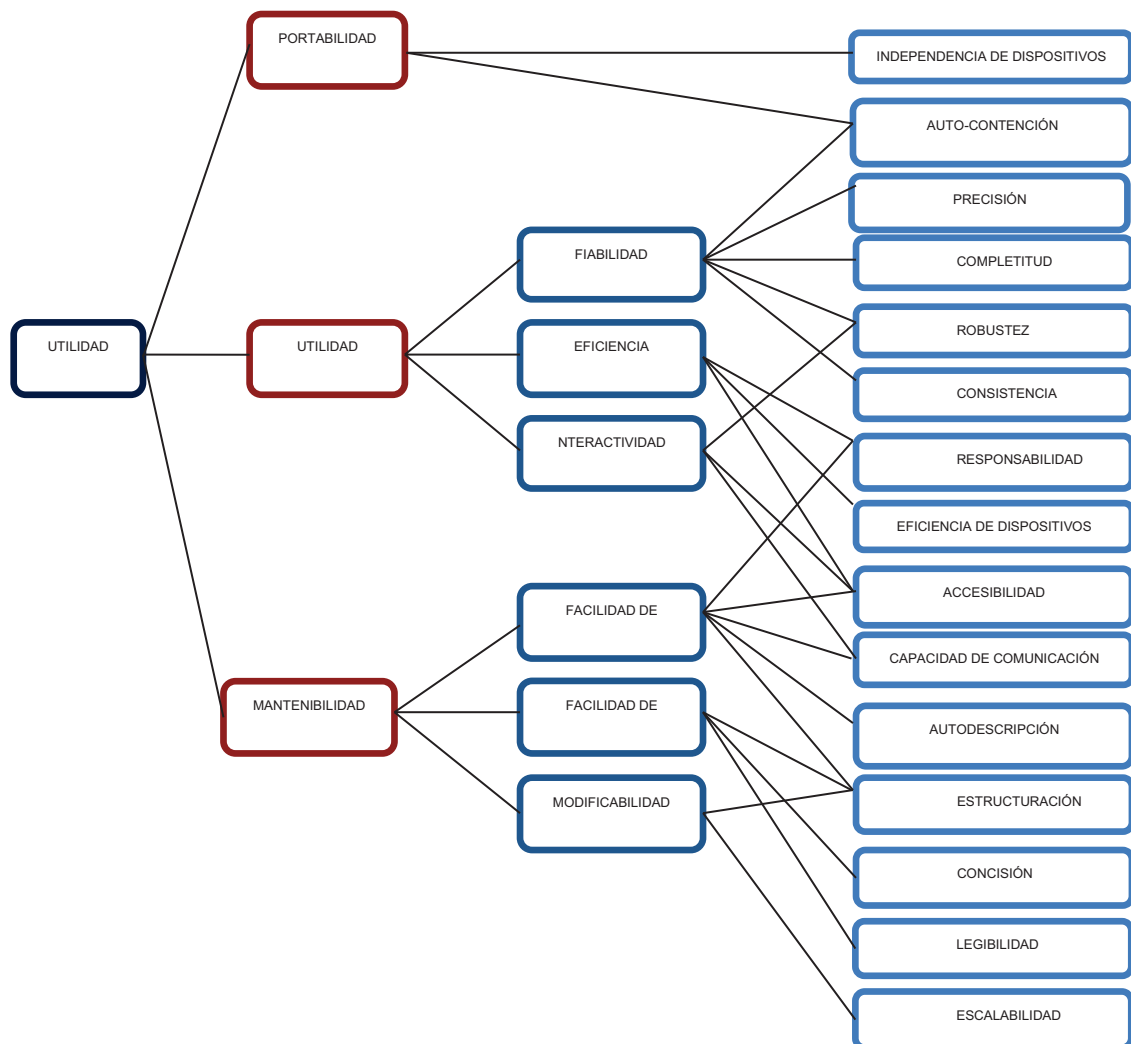 PORTABILIDAD
INDEPENDENCIA DE DISPOSITIVOS
AUTO-CONTENCIÓN
PRECISIÓN
FIABILIDAD
COMPLETITUD
UTILIDAD
UTILIDAD
EFICIENCIA
ROBUSTEZ
CONSISTENCIA
NTERACTIVIDAD
RESPONSABILIDAD
EFICIENCIA DE DISPOSITIVOS
FACILIDAD DE
ACCESIBILIDAD
CAPACIDAD DE COMUNICACIÓN
MANTENIBILIDAD
FACILIDAD DE
AUTODESCRIPCIÓN
MODIFICABILIDAD
ESTRUCTURACIÓN
CONCISIÓN
LEGIBILIDAD
ESCALABILIDAD